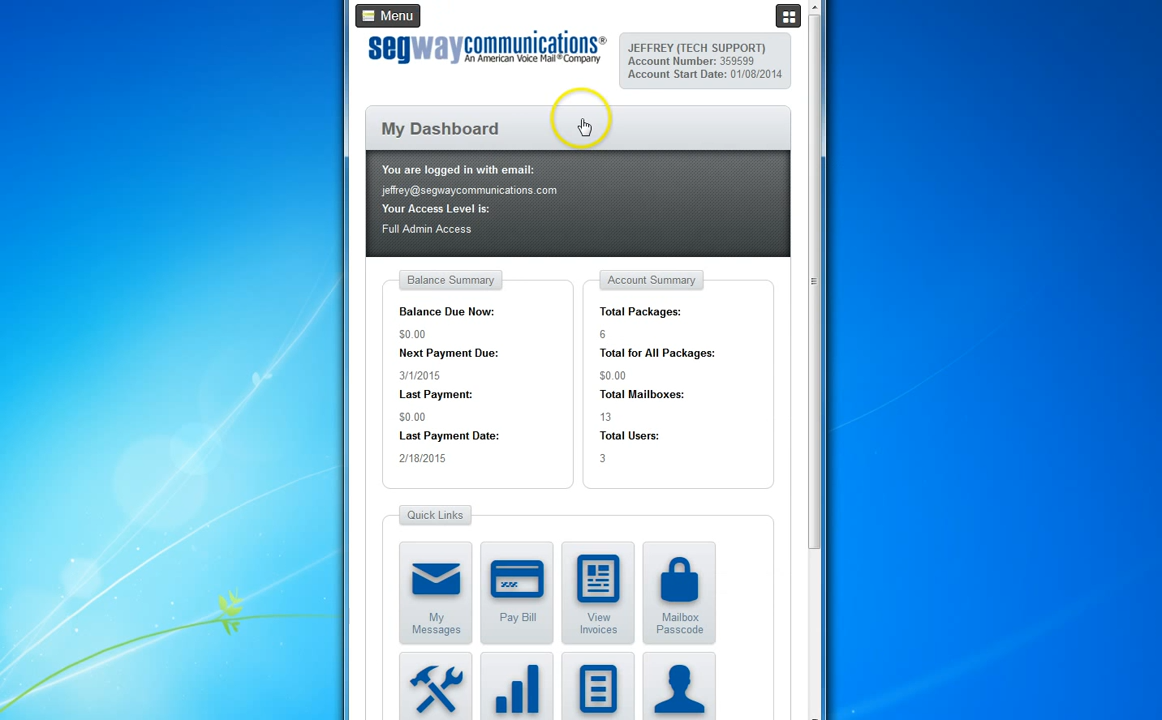 Menu
segwaycommunications®
An American Voice Mail® Company
JEFFREY (TECH SUPPORT)
Account Number: 359599
Account Start Date: 01/08/2014
My Dashboard
You are logged in with email:
jeffrey@segwaycommunications.com
Your Access Level is:
Full Admin Access
Balance Summary
Balance Due Now:
$0.00
Next Payment Due:
3/1/2015
Last Payment:
$0.00
Last Payment Date:
2/18/2015
Account Summary
Total Packages:
6
Total for All Packages:
$0.00
Total Mailboxes:
13
Total Users:
3
Quick Links
My
Messages
Pay Bill
View
Invoices
Mailbox
Passcode